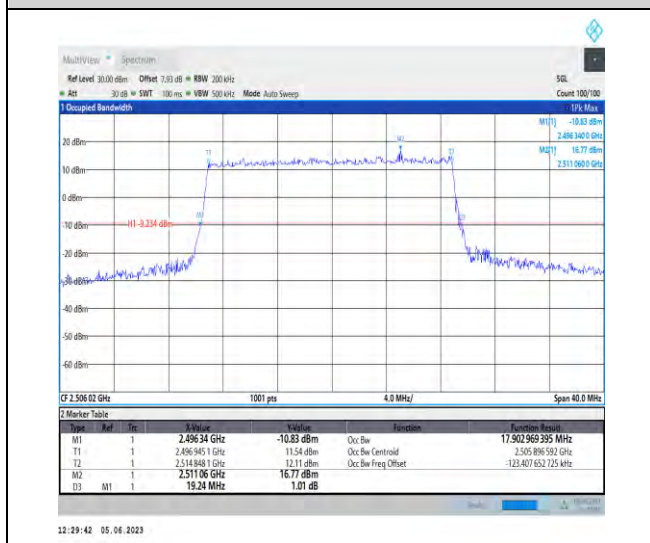 MultiView Spectrum
Ref Level 30.00 dBm Offset 7.93 dB RBW 200 kHz SGL
Att 30 dB SWT 100 ms VBW 500 kHz Mode Auto Sweep Count 100/100
1 Occupied Bandwidth 1Pk Max
M1[1] -10.83 dBm
2.496 340 0 GHz
16.77 dBm
2.511 060 0 GHz
20 dBm
10 dBm
0 dBm
-10 dBm
H1 -9.234 dBm
-20 dBm
-30 dBm
-40 dBm
-50 dBm
-60 dBm
T1
M2
T2
CF 2.506 02 GHz 1001 pts 4.0 MHz/ Span 40.0 MHz
2 Marker Table
Type Ref Trc X-Value Y-Value Function Function Result
M1 1 2.496 34 GHz -10.83 dBm Occ Bw 17.902 969 395 MHz
T1 1 2.496 945 1 GHz 11.54 dBm Occ Bw Centroid 2.505 896 592 GHz
T2 1 2.514 848 1 GHz 12.11 dBm Occ Bw Freq Offset -123.407 652 725 kHz
M2 1 2.511 06 GHz 16.77 dBm
D3 M1 1 19.24 MHz 1.01 dB
12:29:42 05.06.2023